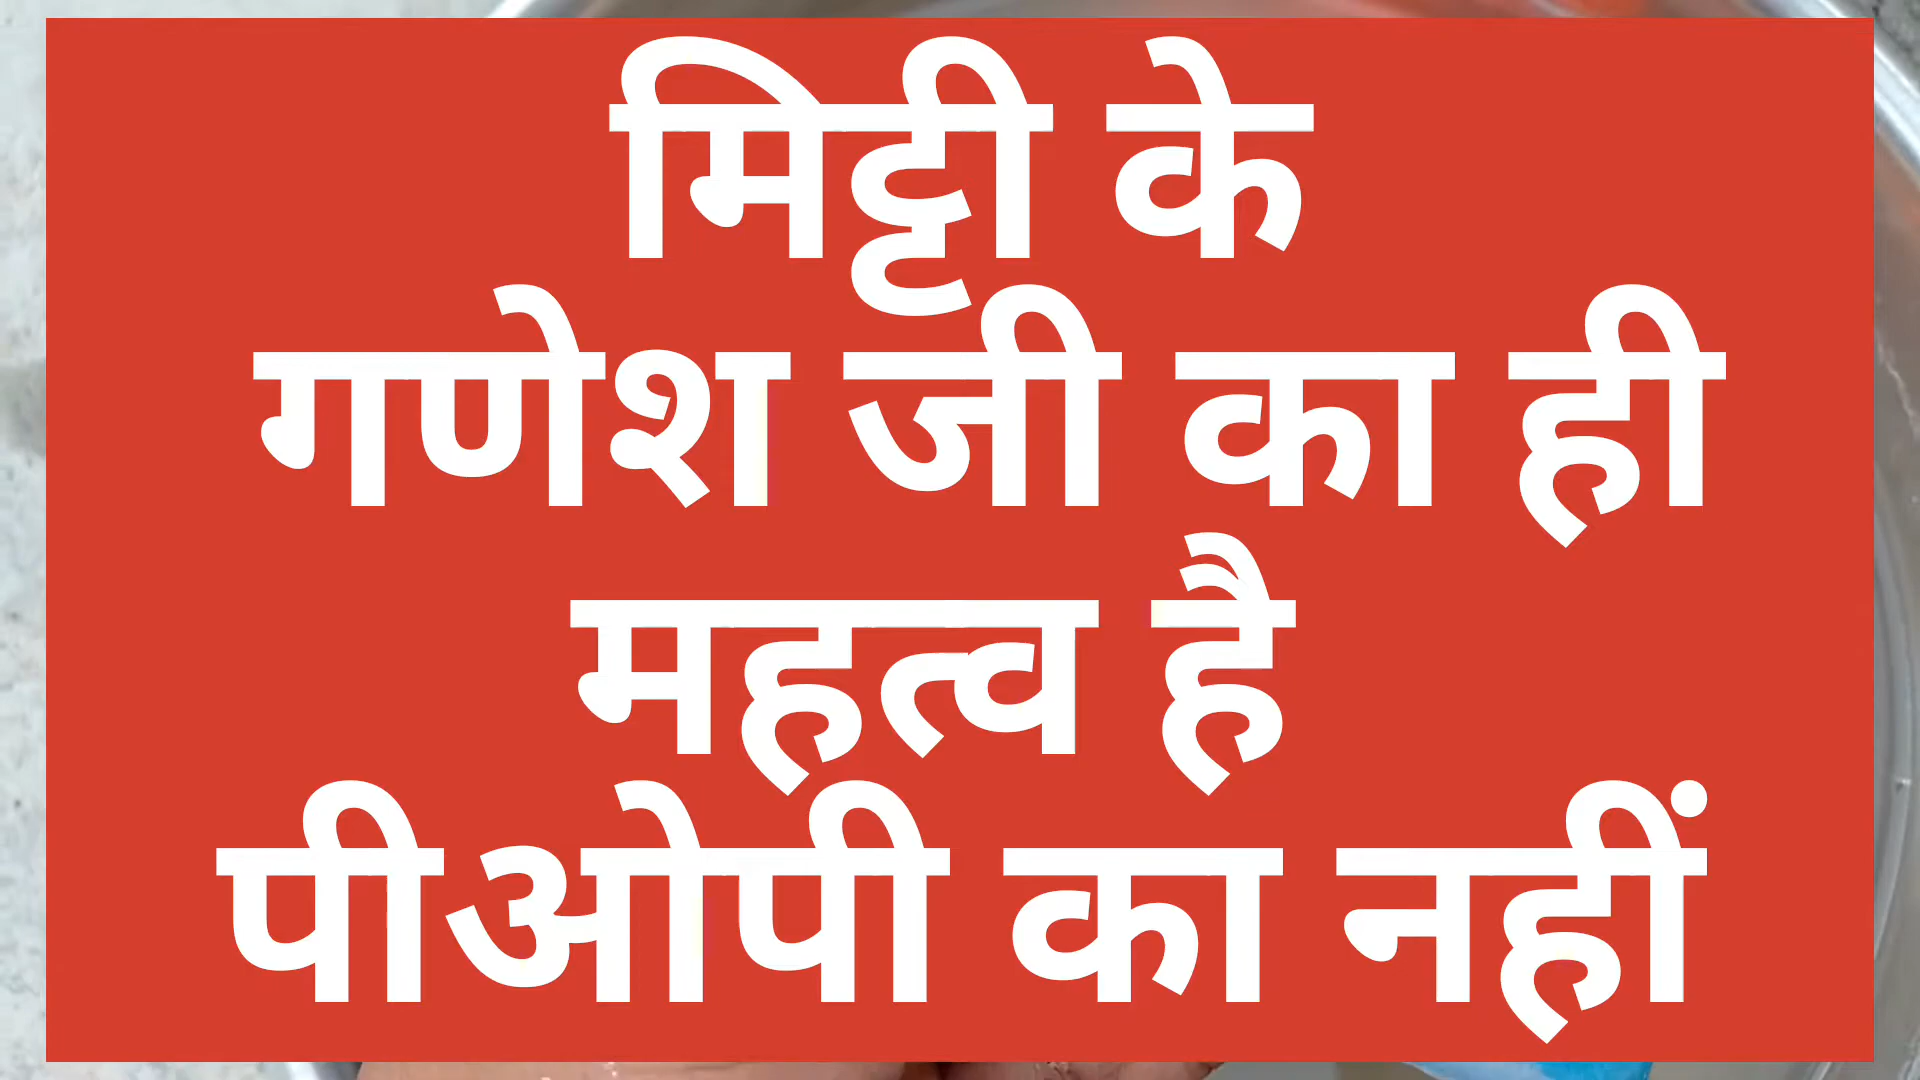 मिट्टी के
गणेश जी का ही
महत्व है
पीओपी का नहीं